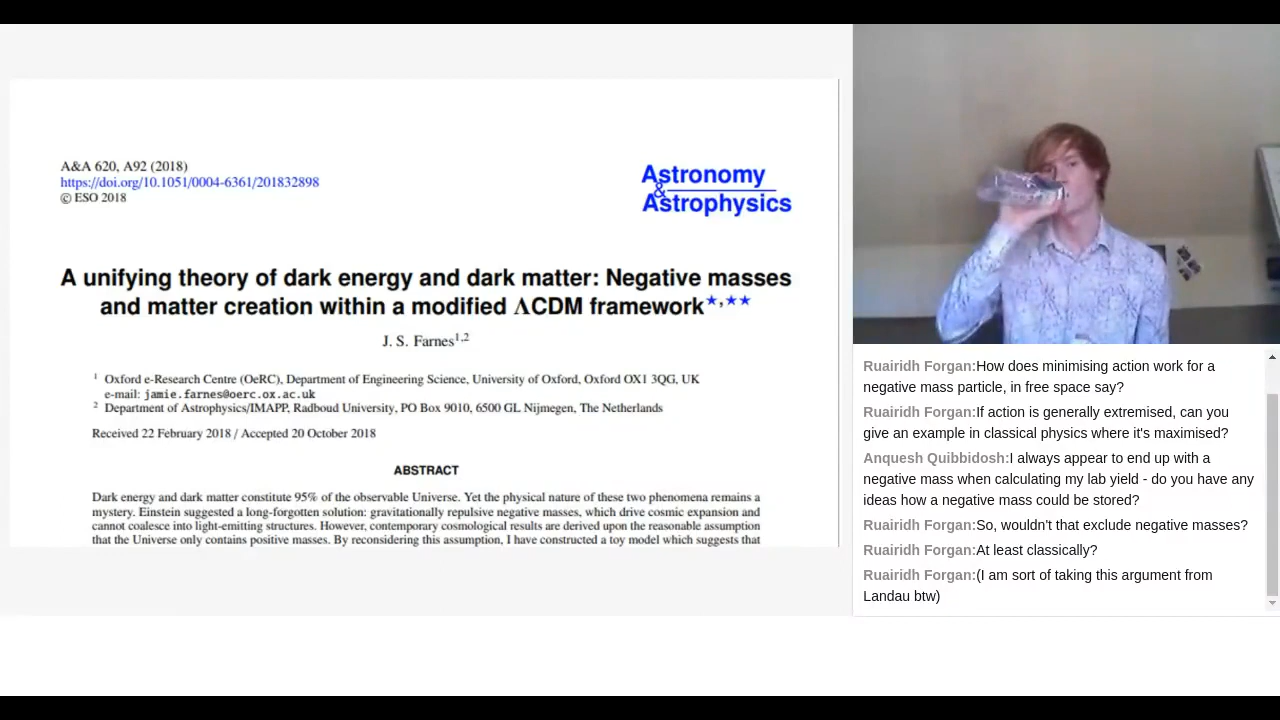 A&A 620, A92 (2018)
https://doi.org/10.1051/0004-6361/201832898
© ESO 2018
Astronomy
&
Astrophysics
A unifying theory of dark energy and dark matter: Negative masses
and matter creation within a modified ΛCDM framework★,★★
J. S. Farnes1,2
1 Oxford e-Research Centre (OeRC), Department of Engineering Science, University of Oxford, Oxford OX1 3QG, UK
e-mail: jamie.farnes@oerc.ox.ac.uk
2 Department of Astrophysics/IMAPP, Radboud University, PO Box 9010, 6500 GL Nijmegen, The Netherlands
Received 22 February 2018 / Accepted 20 October 2018
ABSTRACT
Dark energy and dark matter constitute 95% of the observable Universe. Yet the physical nature of these two phenomena remains a
mystery. Einstein suggested a long-forgotten solution: gravitationally repulsive negative masses, which drive cosmic expansion and
cannot coalesce into light-emitting structures. However, contemporary cosmological results are derived upon the reasonable assumption
that the Universe only contains positive masses. By reconsidering this assumption, I have constructed a toy model which suggests that
Ruairidh Forgan:How does minimising action work for a
negative mass particle, in free space say?
Ruairidh Forgan:If action is generally extremised, can you
give an example in classical physics where it's maximised?
Anquesh Quibbidosh:I always appear to end up with a
negative mass when calculating my lab yield - do you have any
ideas how a negative mass could be stored?
Ruairidh Forgan:So, wouldn't that exclude negative masses?
Ruairidh Forgan:At least classically?
Ruairidh Forgan:(I am sort of taking this argument from
Landau btw)